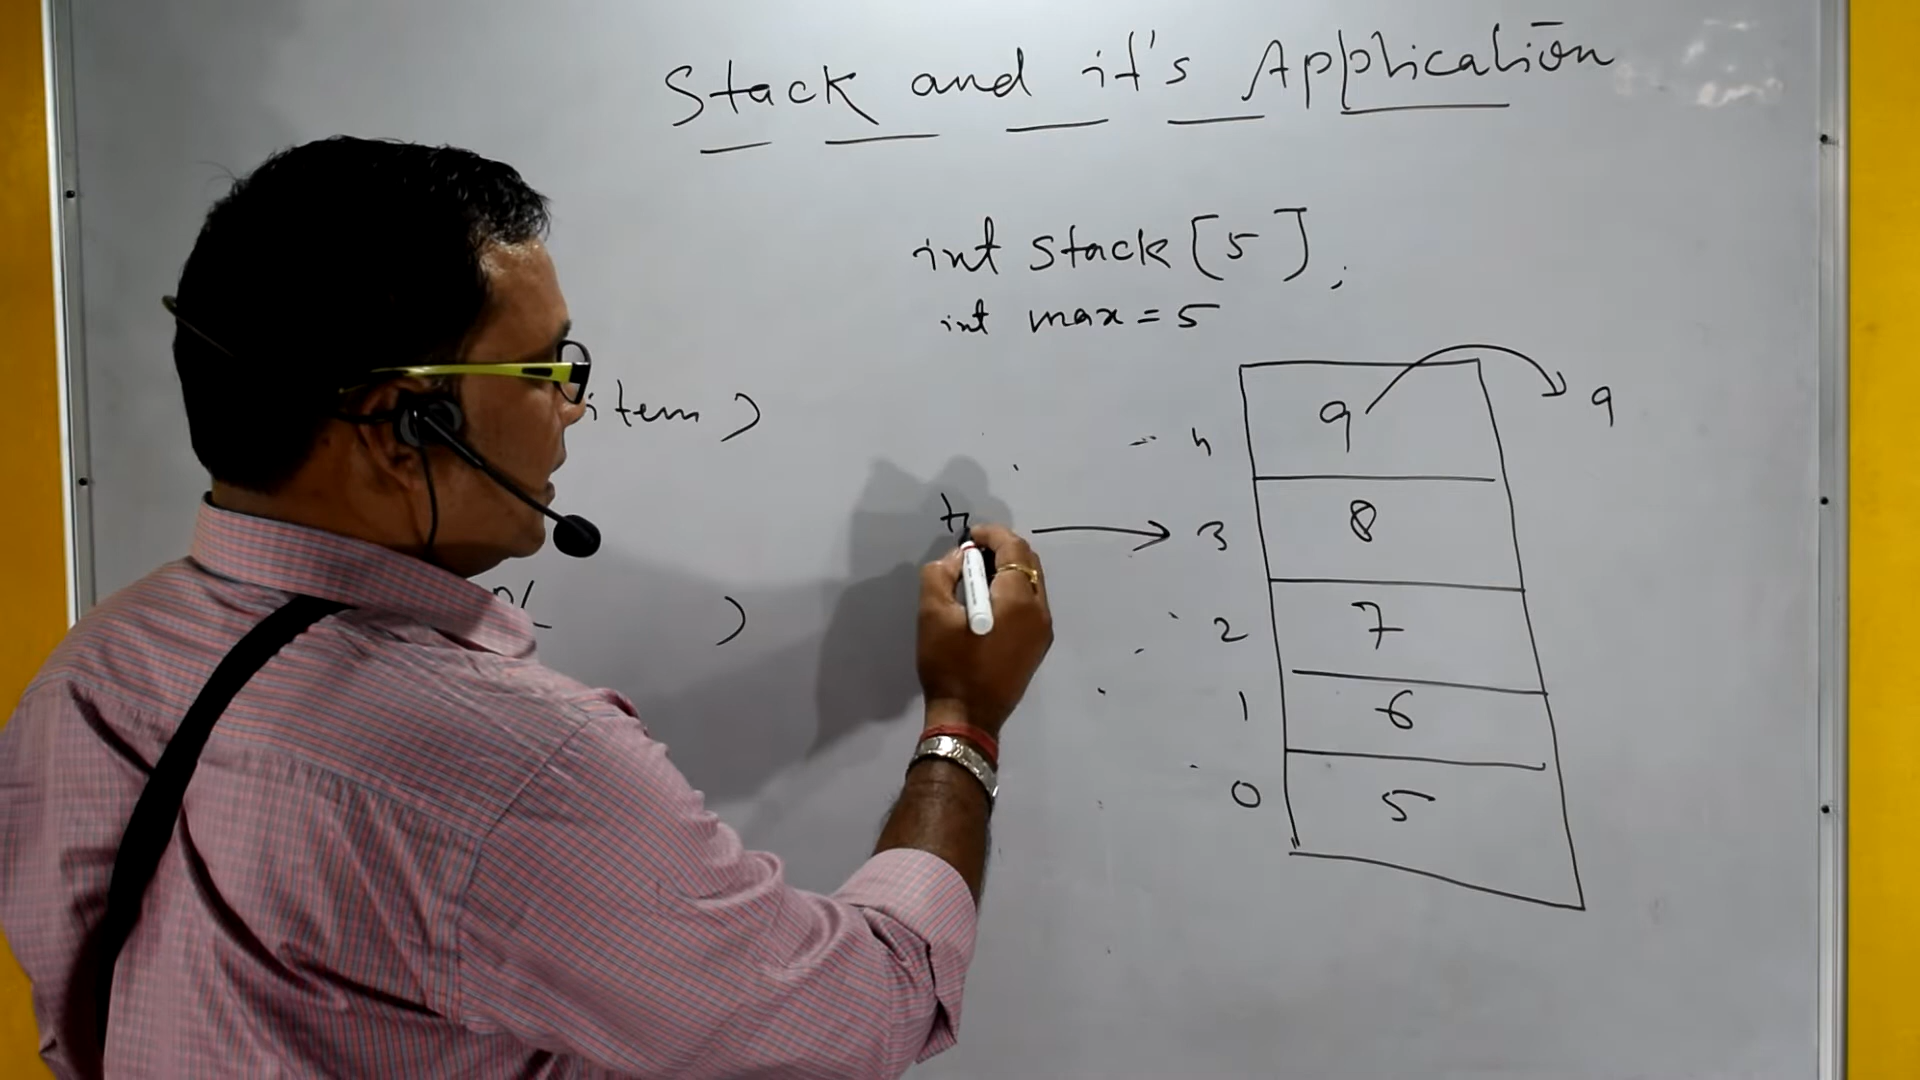 Stack and it's Application
int stack [5];
int max = 5
item )
4 9 9
3 8
)
2 7
1 6
0 5